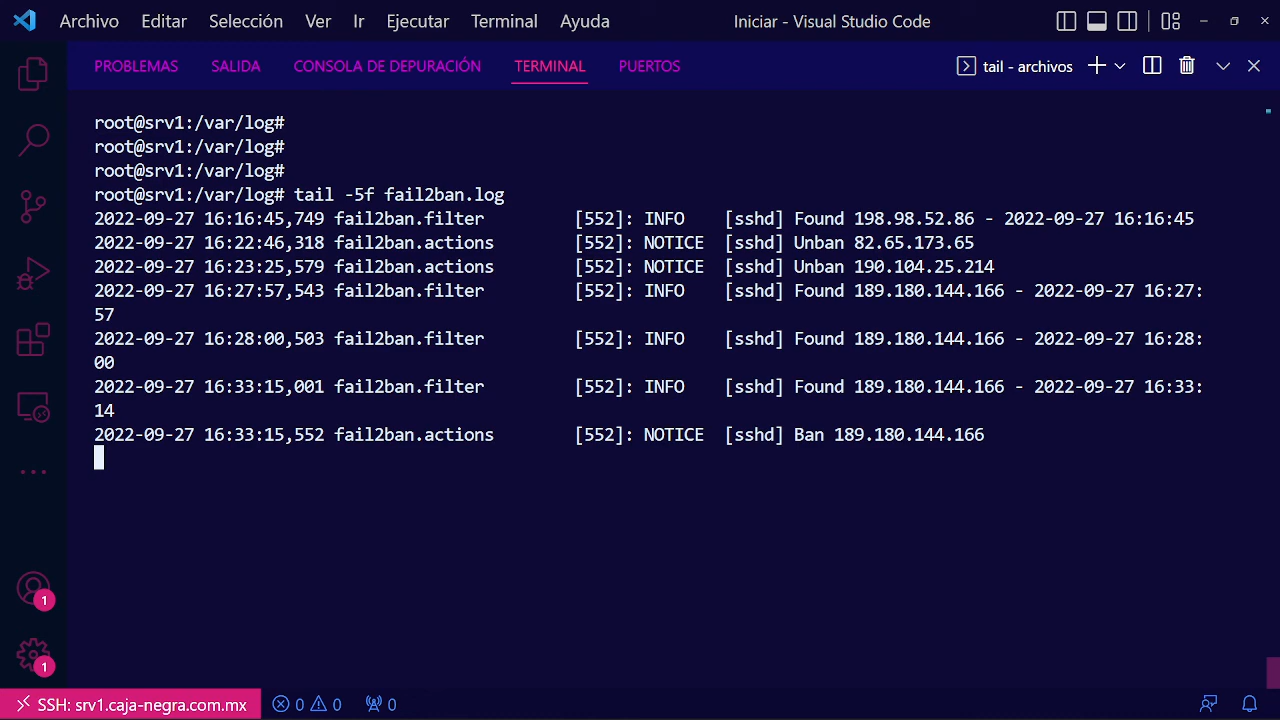 Archivo Editar Selección Ver Ir Ejecutar Terminal Ayuda Iniciar - Visual Studio Code
PROBLEMAS SALIDA CONSOLA DE DEPURACIÓN TERMINAL PUERTOS tail - archivos
root@srv1:/var/log#
root@srv1:/var/log#
root@srv1:/var/log#
root@srv1:/var/log# tail -5f fail2ban.log
2022-09-27 16:16:45,749 fail2ban.filter         [552]: INFO    [sshd] Found 198.98.52.86 - 2022-09-27 16:16:45
2022-09-27 16:22:46,318 fail2ban.actions        [552]: NOTICE  [sshd] Unban 82.65.173.65
2022-09-27 16:23:25,579 fail2ban.actions        [552]: NOTICE  [sshd] Unban 190.104.25.214
2022-09-27 16:27:57,543 fail2ban.filter         [552]: INFO    [sshd] Found 189.180.144.166 - 2022-09-27 16:27:
57
2022-09-27 16:28:00,503 fail2ban.filter         [552]: INFO    [sshd] Found 189.180.144.166 - 2022-09-27 16:28:
00
2022-09-27 16:33:15,001 fail2ban.filter         [552]: INFO    [sshd] Found 189.180.144.166 - 2022-09-27 16:33:
14
2022-09-27 16:33:15,552 fail2ban.actions        [552]: NOTICE  [sshd] Ban 189.180.144.166
1
1
SSH: srv1.caja-negra.com.mx 0 0 0